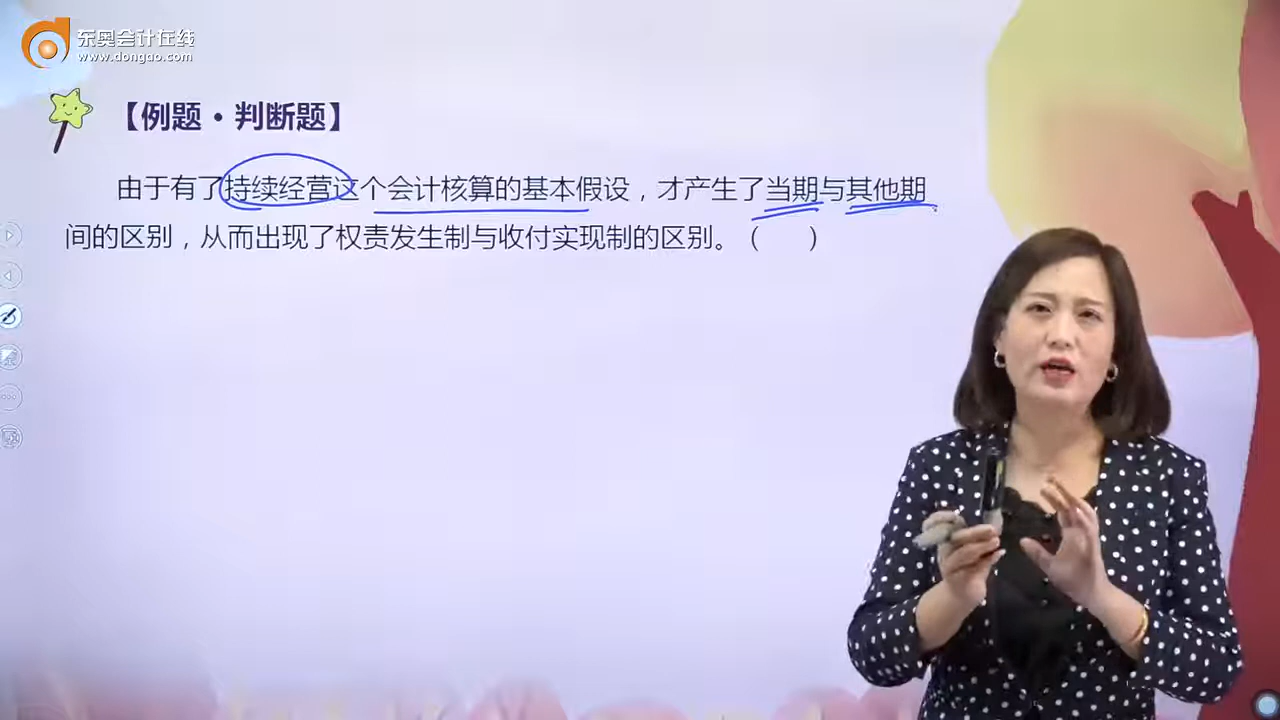 东奥会计在线
www.dongao.com
【例题·判断题】
由于有了持续经营这个会计核算的基本假设，才产生了当期与其他期
间的区别，从而出现了权责发生制与收付实现制的区别。（　　）